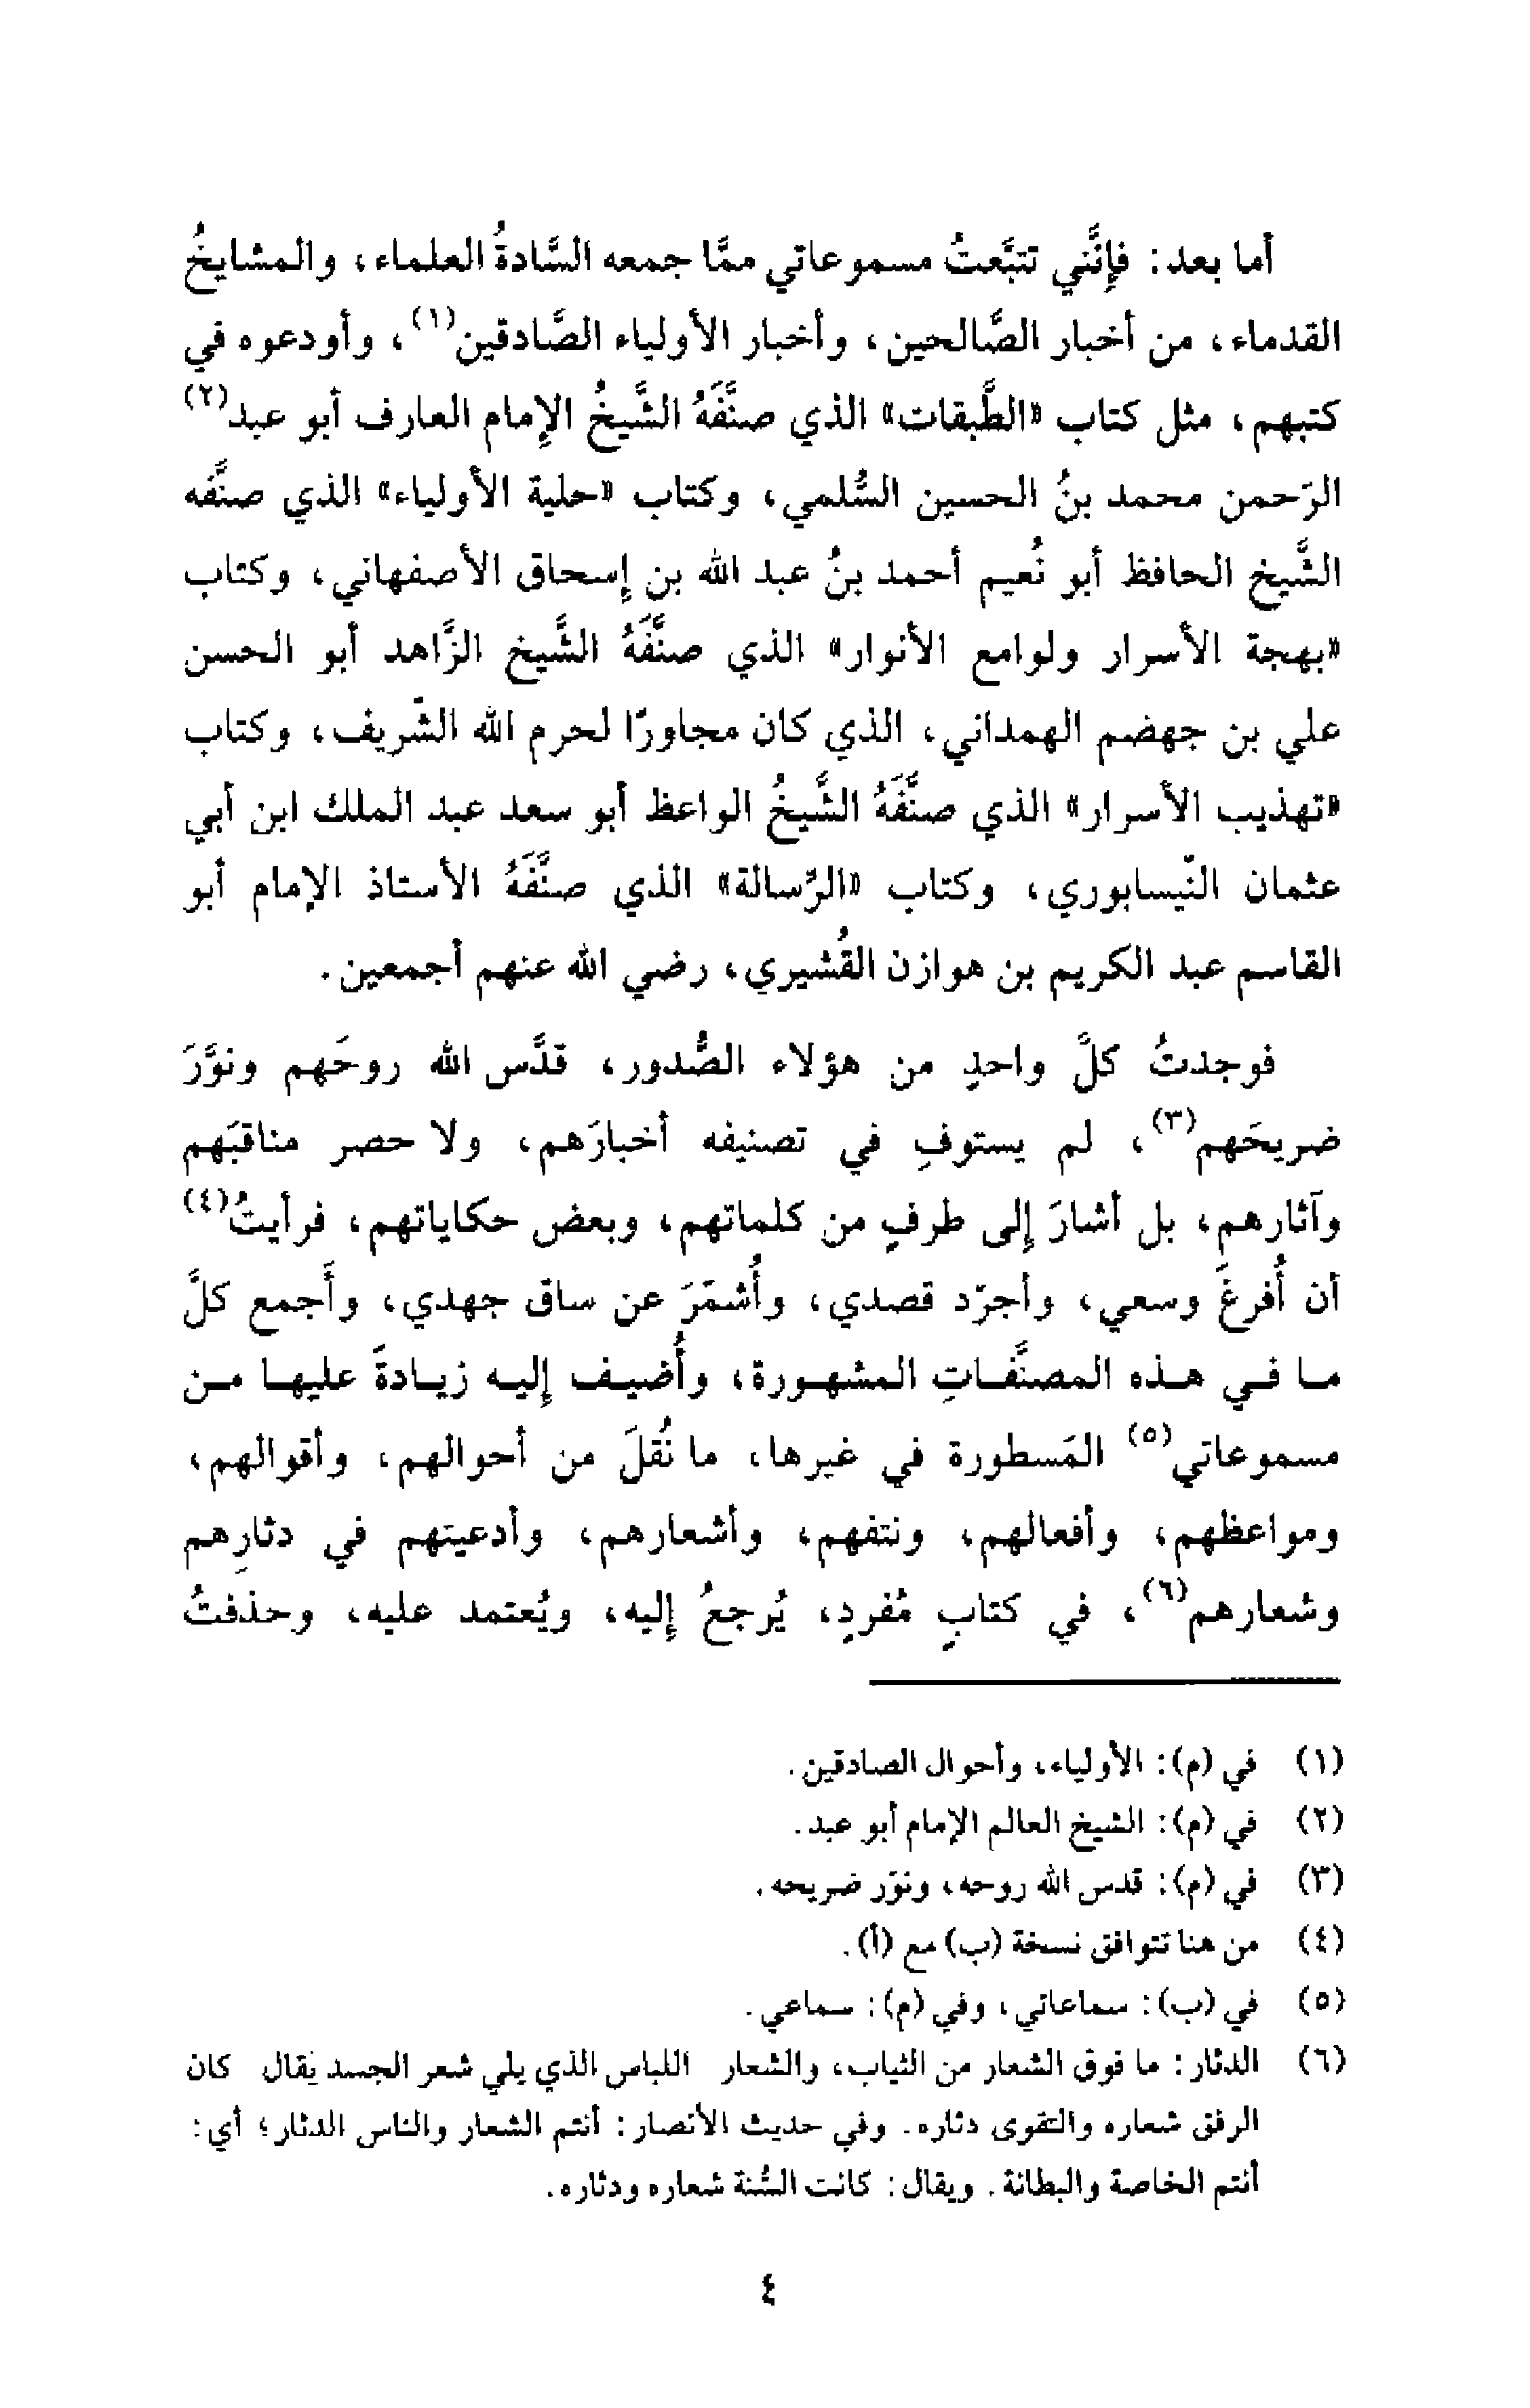 أما بعد: فإنَّني تتبَّعتُ مسموعاتي ممَّا جمعه السَّادةُ العلماء، والمشايخُ
القدماء، من أخبار الصَّالحين، وأخبار الأولياء الصَّادقين(١)، وأودعوه في
كتبهم، مثل كتاب «الطَّبقات» الذي صنَّفَهُ الشَّيخُ الإمام العارف أبو عبد(٢)
الرّحمن محمد بنُ الحسين السُّلمي، وكتاب «حلية الأولياء» الذي صنَّفه
الشَّيخ الحافظ أبو نُعيم أحمد بنُ عبد الله بن إسحاق الأصفهاني، وكتاب
«بهجة الأسرار ولوامع الأنوار» الذي صنَّفَهُ الشَّيخ الزَّاهد أبو الحسن
علي بن جهضم الهمداني، الذي كان مجاورًا لحرم الله الشّريف، وكتاب
«تهذيب الأسرار» الذي صنَّفَهُ الشَّيخُ الواعظ أبو سعد عبد الملك ابن أبي
عثمان النّيسابوري، وكتاب «الرّسالة» الذي صنَّفَهُ الأستاذ الإمام أبو
القاسم عبد الكريم بن هوازن القُشيري، رضي الله عنهم أجمعين.
فوجدتُ كلَّ واحدٍ من هؤلاء الصُّدور، قدَّس الله روحَهم ونوَّرَ
ضريحَهم(٣)، لم يستوفِ في تصنيفه أخبارَهم، ولا حصر مناقبَهم
وآثارهم، بل أشارَ إلى طرفٍ من كلماتهم، وبعض حكاياتهم، فرأيتُ(٤)
أن أُفرغَ وسعي، وأجرّد قصدي، وأُشمّرَ عن ساق جهدي، وأَجمع كلَّ
ما في هذه المصنَّفاتِ المشهورة، وأُضيف إليه زيادةً عليها من
مسموعاتي(٥) المَسطورة في غيرها، ما نُقلَ من أحوالهم، وأقوالهم،
ومواعظهم، وأفعالهم، ونتفهم، وأشعارهم، وأدعيتهم في دثارِهم
وشعارهم(٦)، في كتابٍ مُفردٍ، يُرجعُ إليه، ويُعتمد عليه، وحذفتُ
(١) في (م): الأولياء، وأحوال الصادقين.
(٢) في (م): الشيخ العالم الإمام أبو عبد.
(٣) في (م): قدس الله روحه، ونوّر ضريحه.
(٤) من هنا تتوافق نسخة (ب) مع (أ).
(٥) في (ب): سماعاتي، وفي (م): سماعي.
(٦) الدثار: ما فوق الشعار من الثياب، والشعار اللباس الذي يلي شعر الجسد يُقال كان
الرفق شعاره والتقوى دثاره. وفي حديث الأنصار: أنتم الشعار والناس الدثار؛ أي:
أنتم الخاصة والبطانة. ويقال: كانت السُّنة شعاره ودثاره.
٤